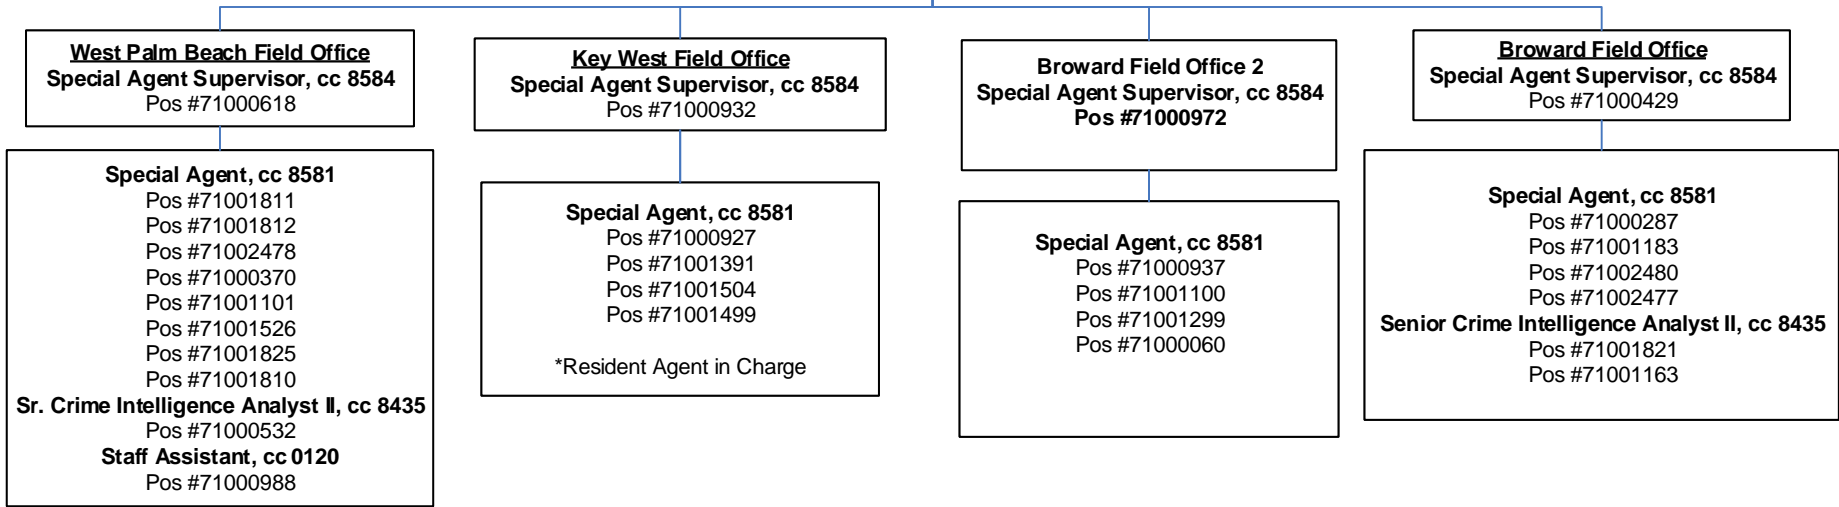 West Palm Beach Field Office
Special Agent Supervisor, cc 8584
Pos #71000618
Special Agent, cc 8581
Pos #71001811
Pos #71001812
Pos #71002478
Pos #71000370
Pos #71001101
Pos #71001526
Pos #71001825
Pos #71001810
Sr. Crime Intelligence Analyst II, cc 8435
Pos #71000532
Staff Assistant, cc 0120
Pos #71000988
Key West Field Office
Special Agent Supervisor, cc 8584
Pos #71000932
Special Agent, cc 8581
Pos #71000927
Pos #71001391
Pos #71001504
Pos #71001499
*Resident Agent in Charge
Broward Field Office 2
Special Agent Supervisor, cc 8584
Pos #71000972
Special Agent, cc 8581
Pos #71000937
Pos #71001100
Pos #71001299
Pos #71000060
Broward Field Office
Special Agent Supervisor, cc 8584
Pos #71000429
Special Agent, cc 8581
Pos #71000287
Pos #71001183
Pos #71002480
Pos #71002477
Senior Crime Intelligence Analyst II, cc 8435
Pos #71001821
Pos #71001163